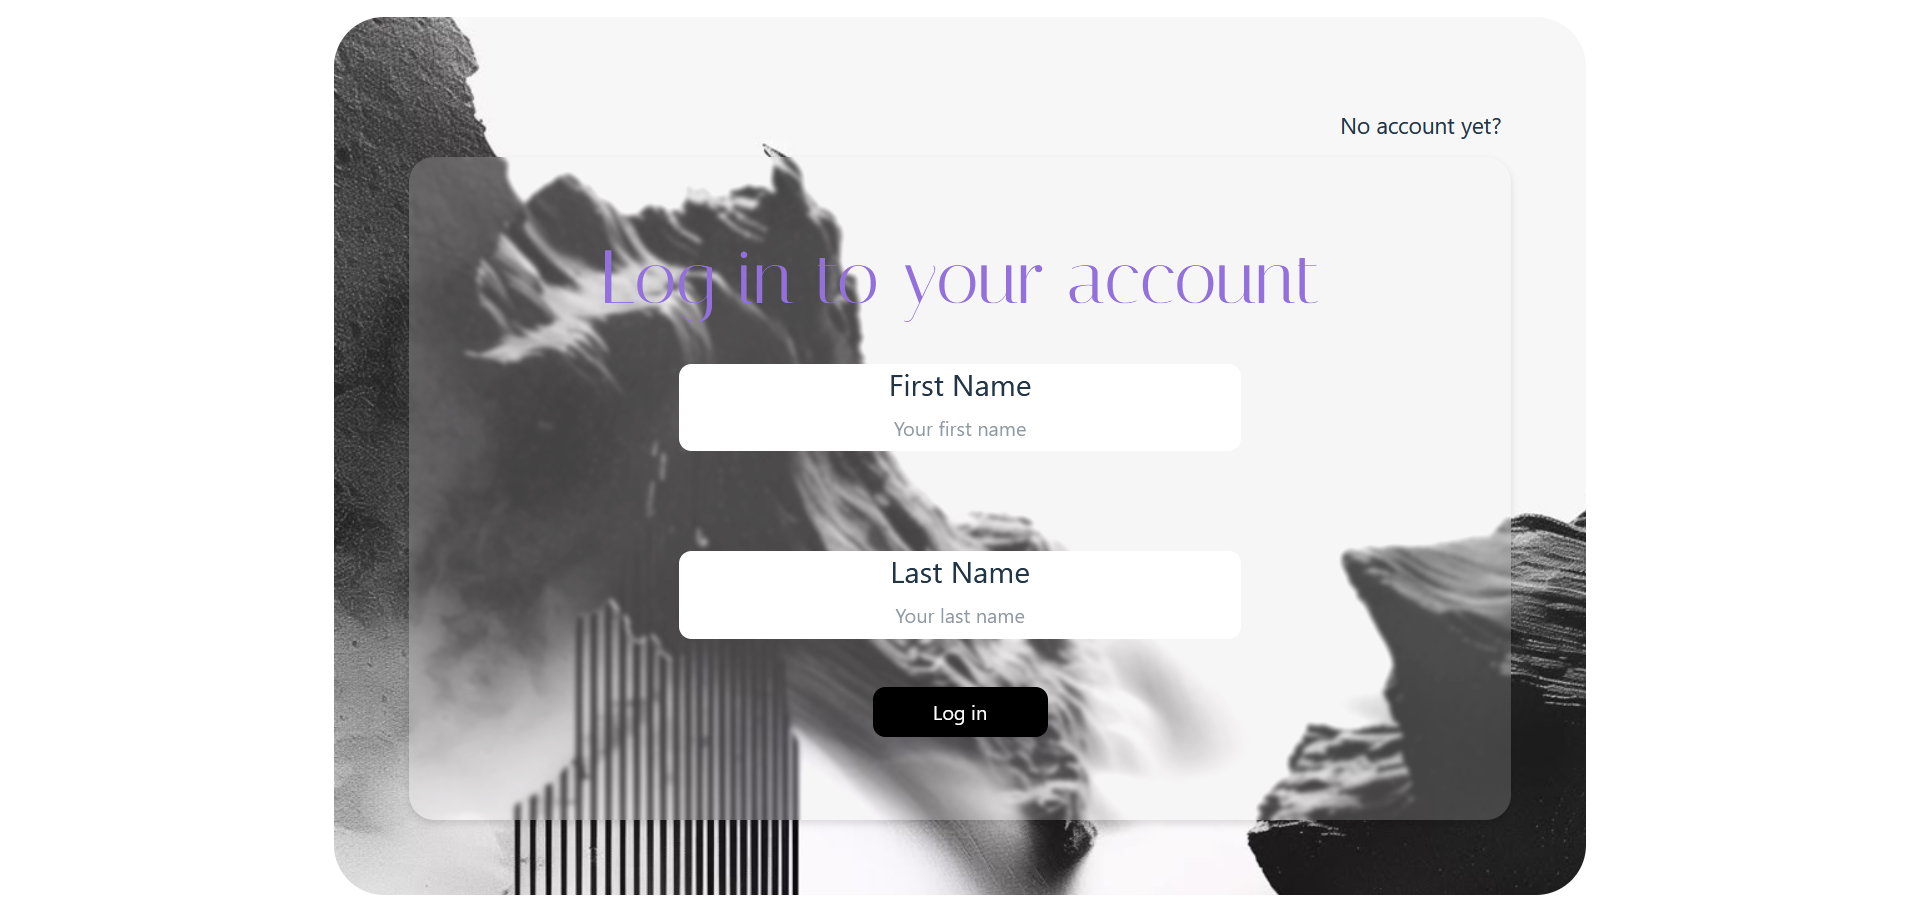 No account yet?
Log in to your account
First Name
Your first name
Last Name
Your last name
Log in